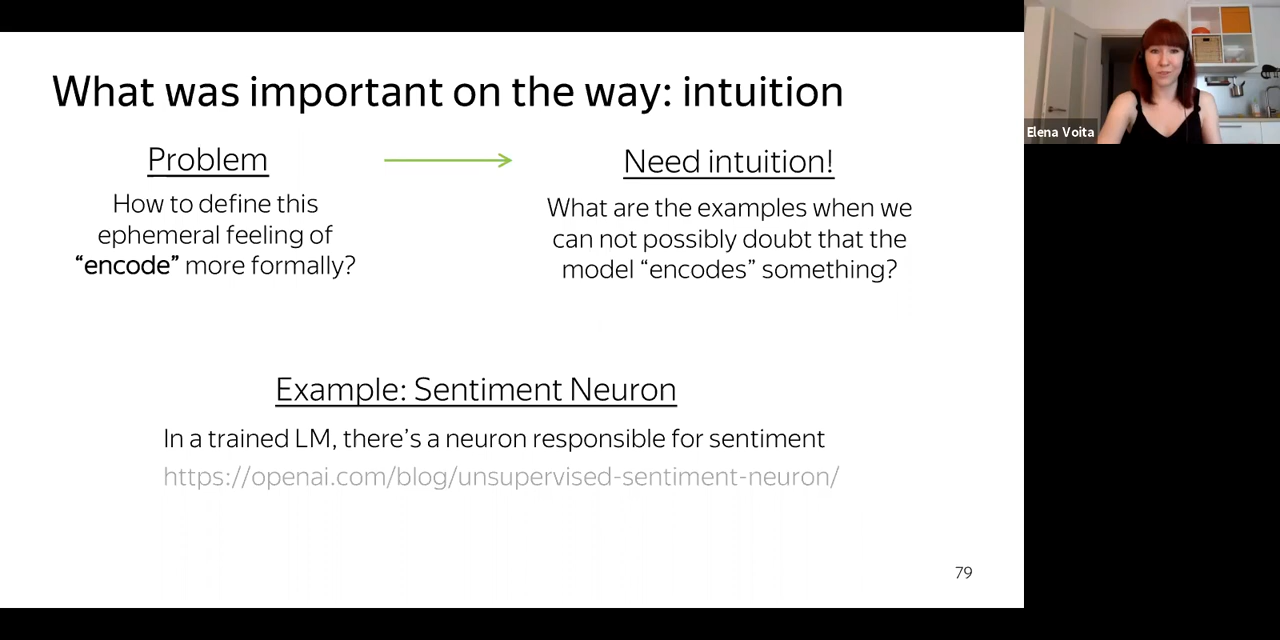 What was important on the way: intuition
Problem
How to define this
ephemeral feeling of
“encode” more formally?
Need intuition!
What are the examples when we
can not possibly doubt that the
model “encodes” something?
Example: Sentiment Neuron
In a trained LM, there’s a neuron responsible for sentiment
https://openai.com/blog/unsupervised-sentiment-neuron/
79
Elena Voita